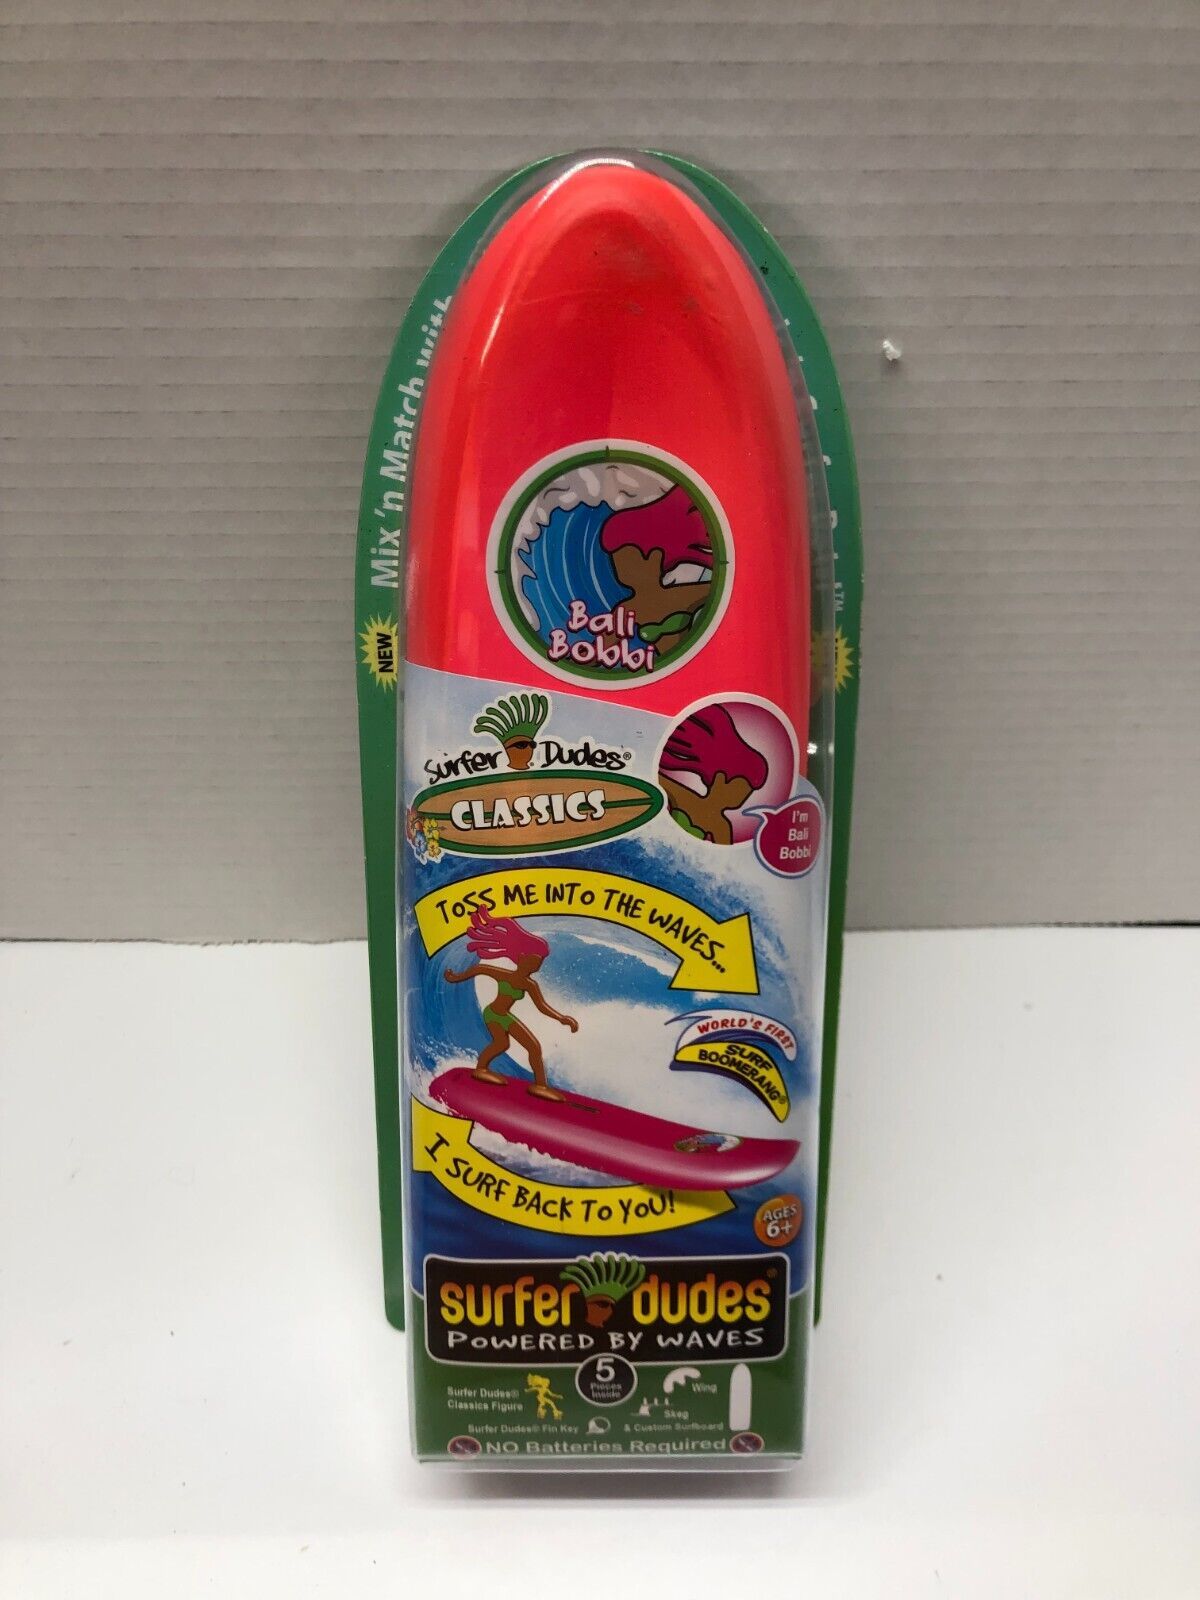 Mix 'n Match with
NEW
Bali
Bobbi
Surfer Dudes®
CLASSICS
I'm
Bali
Bobbi
TOSS ME INTO THE WAVES...
WORLD'S FIRST
SURF
BOOMERANG®
I SURF BACK TO YOU!
AGES
6+
surfer dudes®
POWERED BY WAVES
5
Pieces
Inside
Surfer Dudes®
Classics Figure
Wing
Skeg
Surfer Dudes® Fin Key
& Custom Surfboard
NO Batteries Required